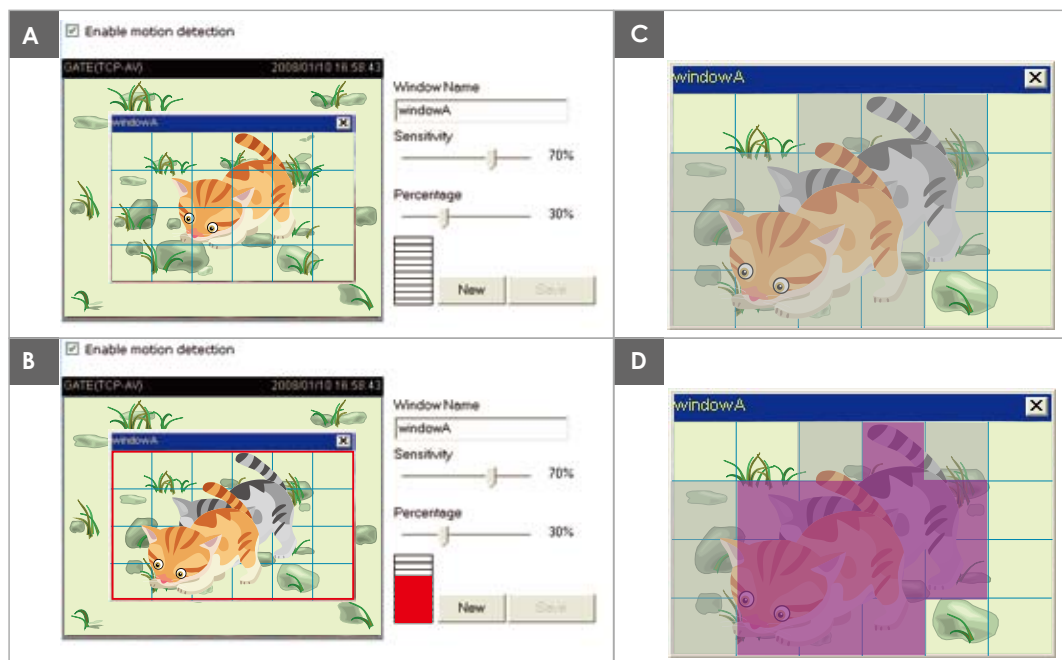 A
Enable motion detection
GATE(TCP-AV) 2008/01/10 16:58:43
windowA
Window Name
windowA
Sensitivity
70%
Percentage
30%
New Save
B
Enable motion detection
GATE(TCP-AV) 2008/01/10 16:58:43
windowA
Window Name
windowA
Sensitivity
70%
Percentage
30%
New Save
C
windowA
D
windowA